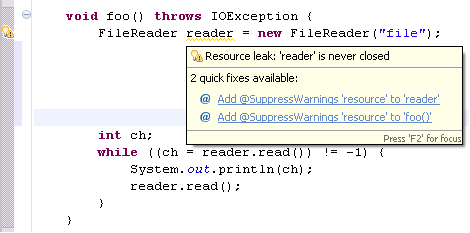 void foo() throws IOException {
FileReader reader = new FileReader("file");
Resource leak: 'reader' is never closed
2 quick fixes available:
@ Add @SuppressWarnings 'resource' to 'reader'
@ Add @SuppressWarnings 'resource' to 'foo()'
Press 'F2' for focus
int ch;
while ((ch = reader.read()) != -1) {
System.out.println(ch);
reader.read();
}
}